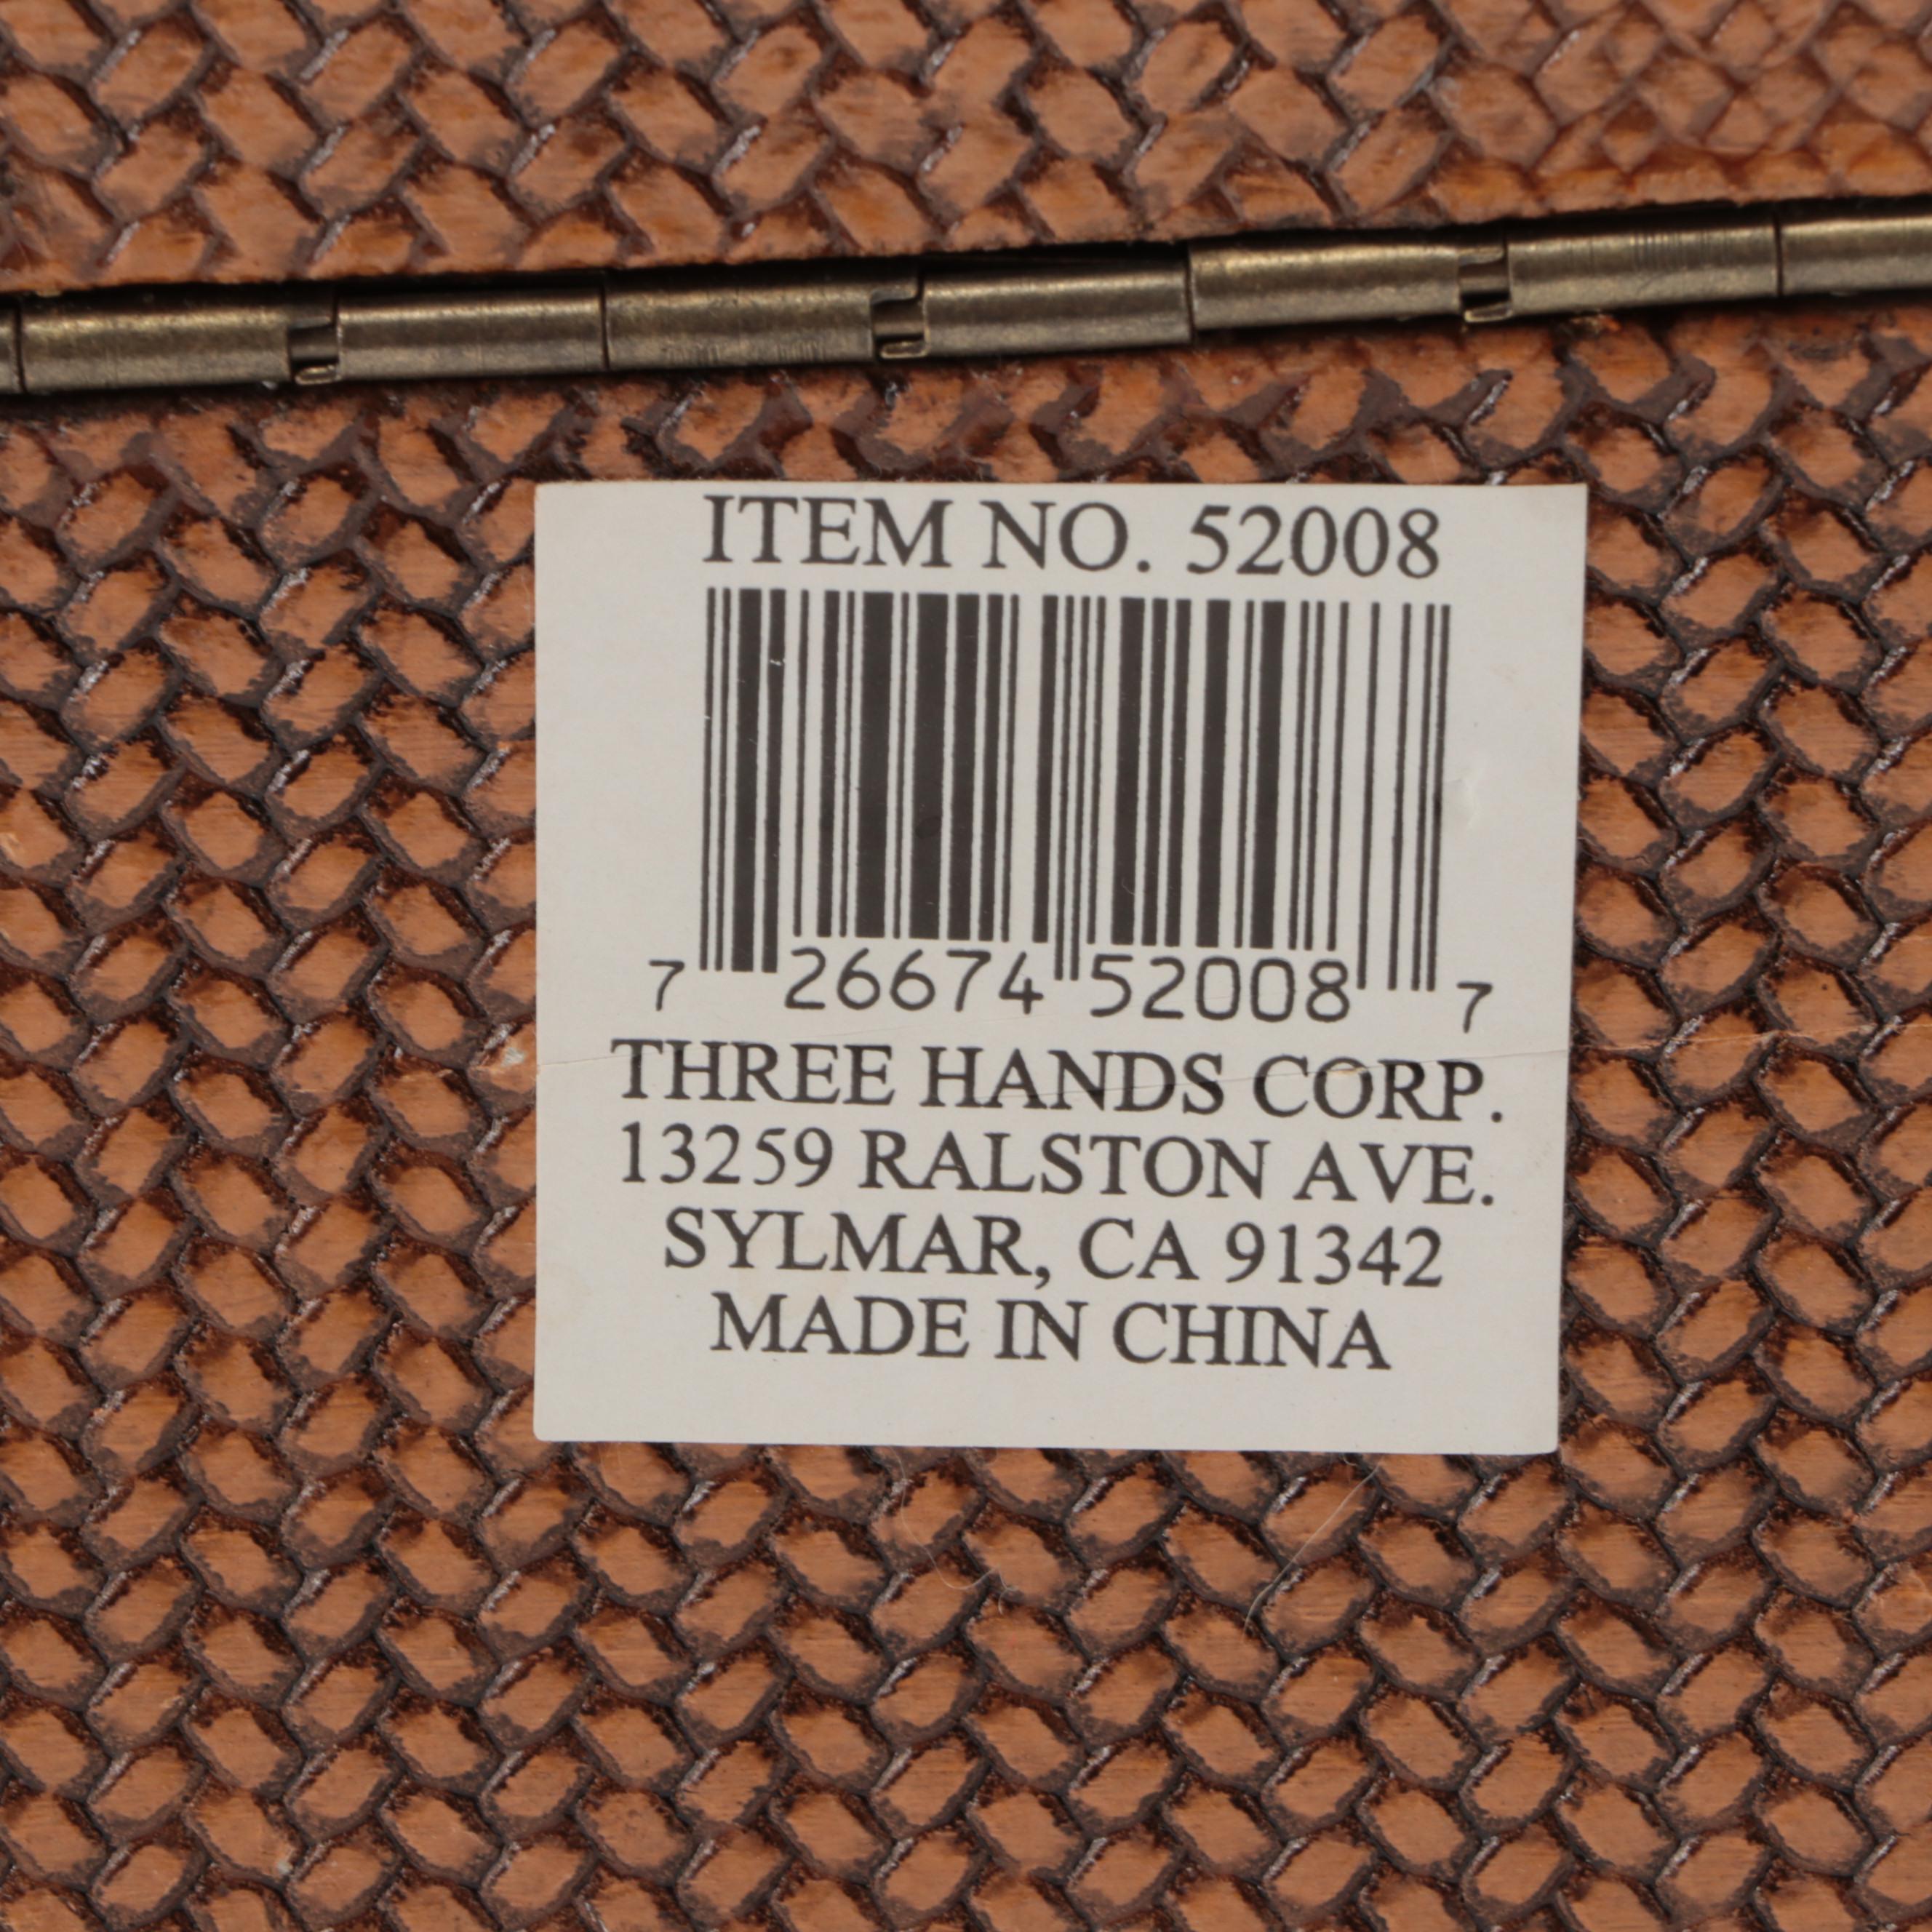 ITEM NO. 52008
7 26674 52008 7
THREE HANDS CORP.
13259 RALSTON AVE.
SYLMAR, CA 91342
MADE IN CHINA